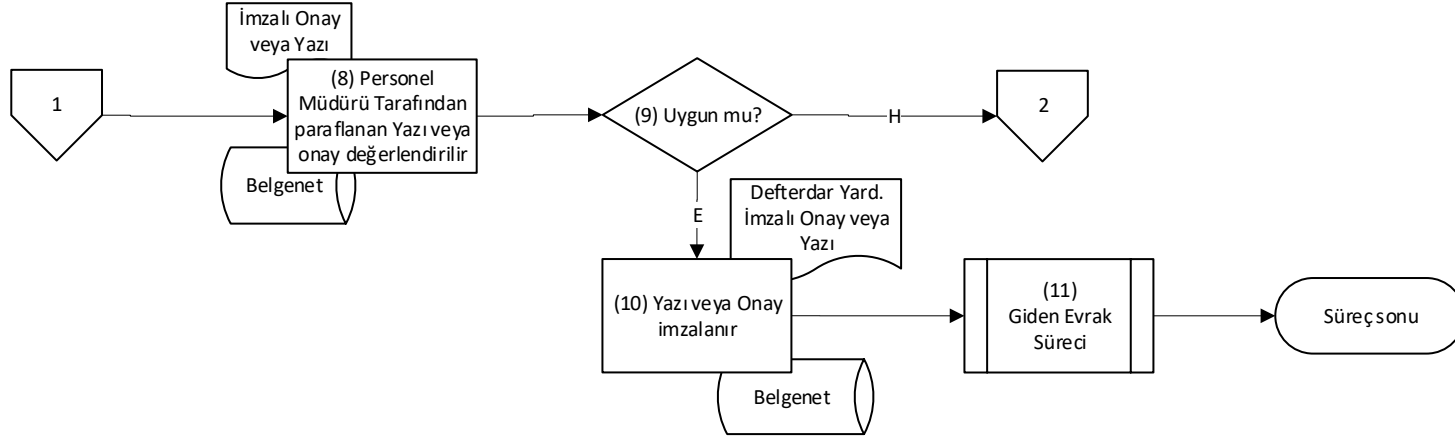 İmzalı Onay
veya Yazı
1
(8) Personel
Müdürü Tarafından
paraflanan Yazı veya
onay değerlendirilir
Belgenet
(9) Uygun mu?
H
2
E
Defterdar Yard.
İmzalı Onay veya
Yazı
(10) Yazı veya Onay
imzalanır
Belgenet
(11)
Giden Evrak
Süreci
Süreç sonu